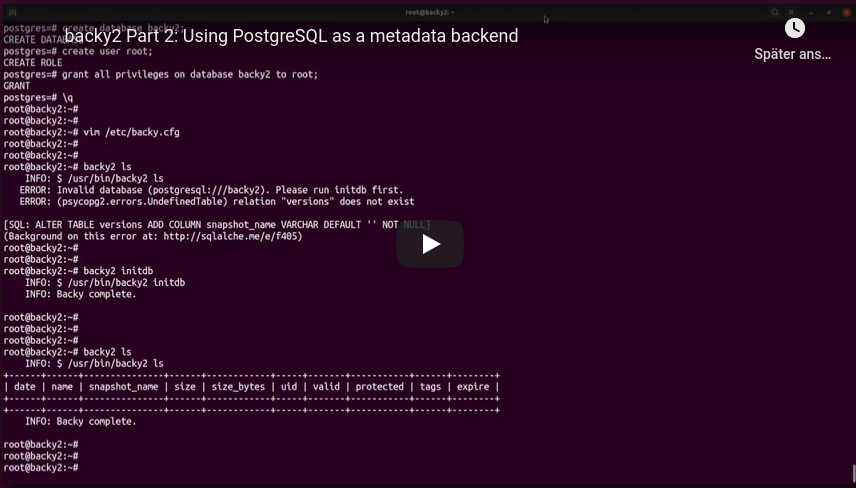 root@backy2: ~
postgres=# create database backy2;
backy2 Part 2: Using PostgreSQL as a metadata backend
CREATE DATABASE
postgres=# create user root;
CREATE ROLE
Später ans...
postgres=# grant all privileges on database backy2 to root;
GRANT
postgres=# \q
root@backy2:~#
root@backy2:~#
root@backy2:~# vim /etc/backy.cfg
root@backy2:~#
root@backy2:~#
root@backy2:~# backy2 ls
INFO: $ /usr/bin/backy2 ls
ERROR: Invalid database (postgresql:///backy2). Please run initdb first.
ERROR: (psycopg2.errors.UndefinedTable) relation "versions" does not exist
[SQL: ALTER TABLE versions ADD COLUMN snapshot_name VARCHAR DEFAULT '' NOT NULL]
(Background on this error at: http://sqlalche.me/e/f405)
root@backy2:~#
root@backy2:~#
root@backy2:~# backy2 initdb
INFO: $ /usr/bin/backy2 initdb
INFO: Backy complete.
root@backy2:~#
root@backy2:~#
root@backy2:~#
root@backy2:~# backy2 ls
INFO: $ /usr/bin/backy2 ls
+------+------+---------------+------+------------+-----+-------+-----------+------+--------+
| date | name | snapshot_name | size | size_bytes | uid | valid | protected | tags | expire |
+------+------+---------------+------+------------+-----+-------+-----------+------+--------+
+------+------+---------------+------+------------+-----+-------+-----------+------+--------+
INFO: Backy complete.
root@backy2:~#
root@backy2:~#
root@backy2:~#